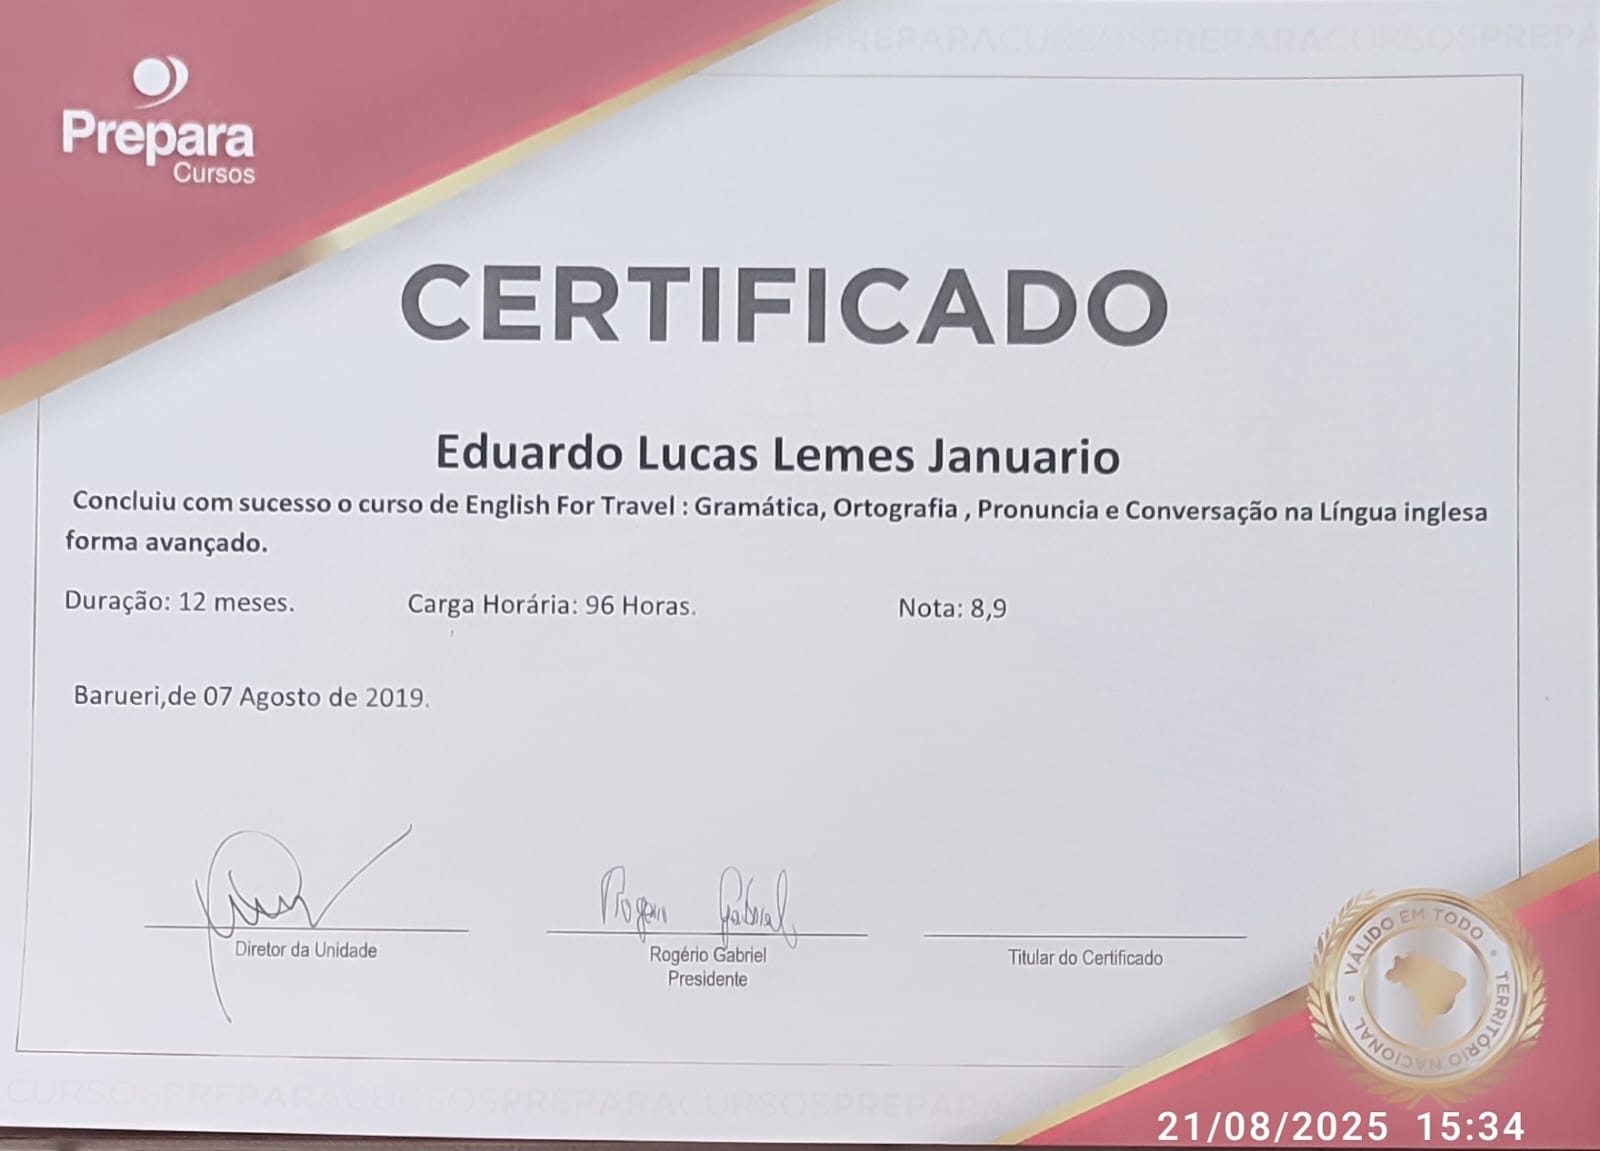 PREPARACURSOSPREPARACURSOSPREPA
Prepara
Cursos
CERTIFICADO
Eduardo Lucas Lemes Januario
Concluiu com sucesso o curso de English For Travel : Gramática, Ortografia , Pronuncia e Conversação na Língua inglesa
forma avançado.
Duração: 12 meses. Carga Horária: 96 Horas. Nota: 8,9
Barueri,de 07 Agosto de 2019.
Rogério Gabriel
Diretor da Unidade
Rogério Gabriel
Presidente
Titular do Certificado
VÁLIDO EM TODO TERRITÓRIO NACIONAL
CURSOSPREPARACURSOSPREPARACURSOSPREPARACU
21/08/2025 15:34